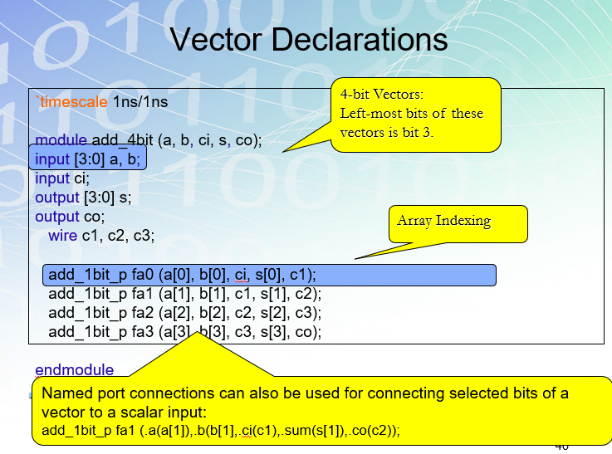 Vector Declarations
`timescale 1ns/1ns
4-bit Vectors:
Left-most bits of these
vectors is bit 3.
module add_4bit (a, b, ci, s, co);
input [3:0] a, b;
input ci;
output [3:0] s;
output co;
wire c1, c2, c3;
Array Indexing
add_1bit_p fa0 (a[0], b[0], ci, s[0], c1);
add_1bit_p fa1 (a[1], b[1], c1, s[1], c2);
add_1bit_p fa2 (a[2], b[2], c2, s[2], c3);
add_1bit_p fa3 (a[3], b[3], c3, s[3], co);
endmodule
Named port connections can also be used for connecting selected bits of a
vector to a scalar input:
add_1bit_p fa1 (.a(a[1]),.b(b[1],.ci(c1),.sum(s[1]),.co(c2));